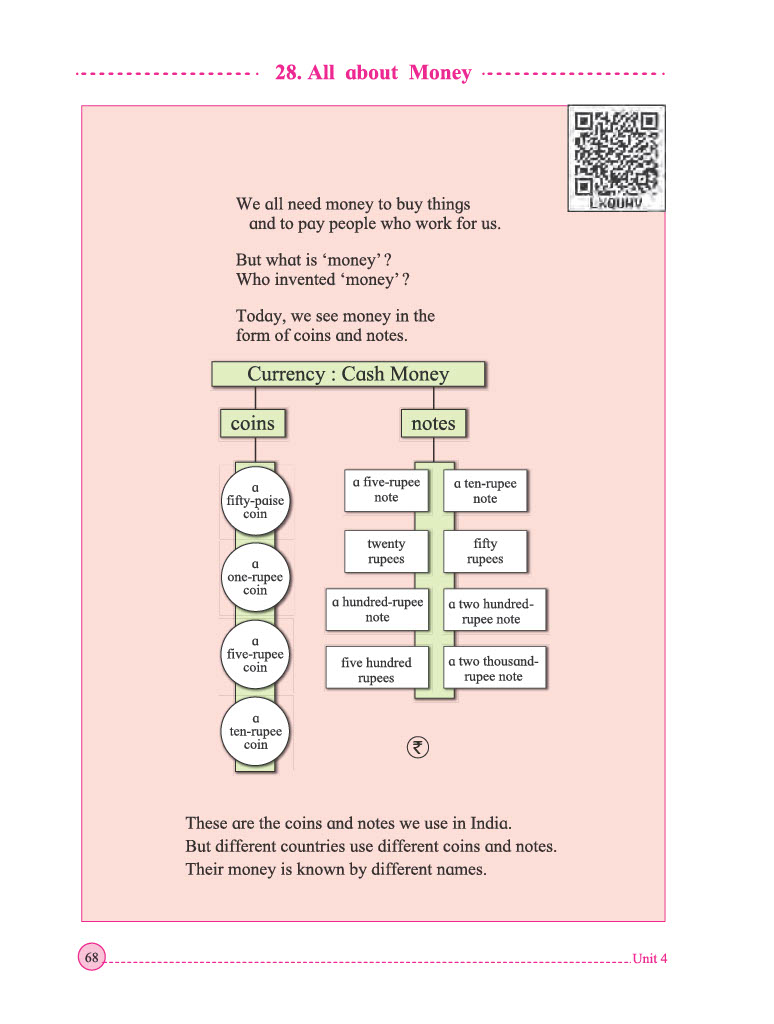 28. All about Money
LXQUHV
We all need money to buy things
and to pay people who work for us.
But what is ‘money’ ?
Who invented ‘money’ ?
Today, we see money in the
form of coins and notes.
Currency : Cash Money
coins
notes
a
fifty-paise
coin
a
one-rupee
coin
a
five-rupee
coin
a
ten-rupee
coin
a five-rupee
note
a ten-rupee
note
twenty
rupees
fifty
rupees
a hundred-rupee
note
a two hundred-
rupee note
five hundred
rupees
a two thousand-
rupee note
₹
These are the coins and notes we use in India.
But different countries use different coins and notes.
Their money is known by different names.
68
Unit 4